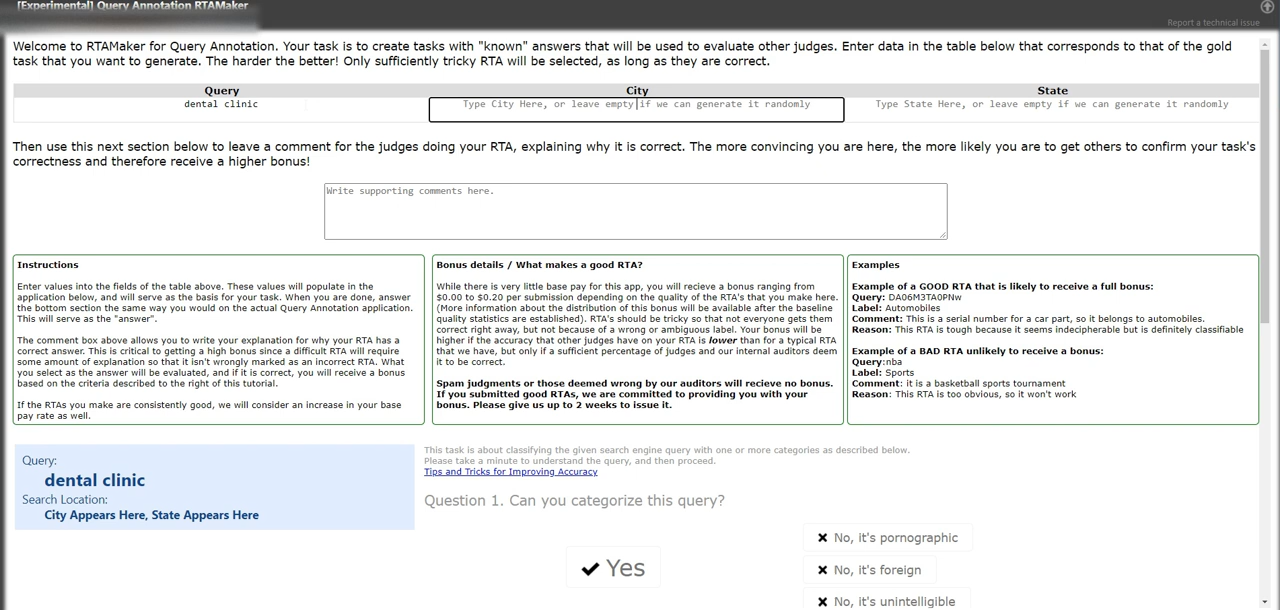 [Experimental] Query Annotation RTAMaker
Report a technical issue
Welcome to RTAMaker for Query Annotation. Your task is to create tasks with "known" answers that will be used to evaluate other judges. Enter data in the table below that corresponds to that of the gold
task that you want to generate. The harder the better! Only sufficiently tricky RTA will be selected, as long as they are correct.
Query City State
dental clinic Type City Here, or leave empty if we can generate it randomly Type State Here, or leave empty if we can generate it randomly
Then use this next section below to leave a comment for the judges doing your RTA, explaining why it is correct. The more convincing you are here, the more likely you are to get others to confirm your task's
correctness and therefore receive a higher bonus!
Write supporting comments here.
Instructions
Enter values into the fields of the table above. These values will populate in the
application below, and will serve as the basis for your task. When you are done, answer
the bottom section the same way you would on the actual Query Annotation application.
This will serve as the "answer".
The comment box above allows you to write your explanation for why your RTA has a
correct answer. This is critical to getting a high bonus since a difficult RTA will require
some amount of explanation so that it isn't wrongly marked as an incorrect RTA. What
you select as the answer will be evaluated, and if it is correct, you will receive a bonus
based on the criteria described to the right of this tutorial.
If the RTAs you make are consistently good, we will consider an increase in your base
pay rate as well.
Bonus details / What makes a good RTA?
While there is very little base pay for this app, you will recieve a bonus ranging from
$0.00 to $0.20 per submission depending on the quality of the RTA's that you make here.
(More information about the distribution of this bonus will be available after the baseline
quality statistics are established). RTA's should be tricky so that not everyone gets them
correct right away, but not because of a wrong or ambiguous label. Your bonus will be
higher if the accuracy that other judges have on your RTA is lower than for a typical RTA
that we have, but only if a sufficient percentage of judges and our internal auditors deem
it to be correct.
Spam judgments or those deemed wrong by our auditors will recieve no bonus.
If you submitted good RTAs, we are committed to providing you with your
bonus. Please give us up to 2 weeks to issue it.
Examples
Example of a GOOD RTA that is likely to receive a full bonus:
Query: DA06M3TA0PNw
Label: Automobiles
Comment: This is a serial number for a car part, so it belongs to automobiles.
Reason: This RTA is tough because it seems indecipherable but is definitely classifiable
Example of a BAD RTA unlikely to receive a bonus:
Query:nba
Label: Sports
Comment: it is a basketball sports tournament
Reason: This RTA is too obvious, so it won't work
Query:
dental clinic
Search Location:
City Appears Here, State Appears Here
This task is about classifying the given search engine query with one or more categories as described below.
Please take a minute to understand the query, and then proceed.
Tips and Tricks for Improving Accuracy
Question 1. Can you categorize this query?
Yes
No, it's pornographic
No, it's foreign
No, it's unintelligible